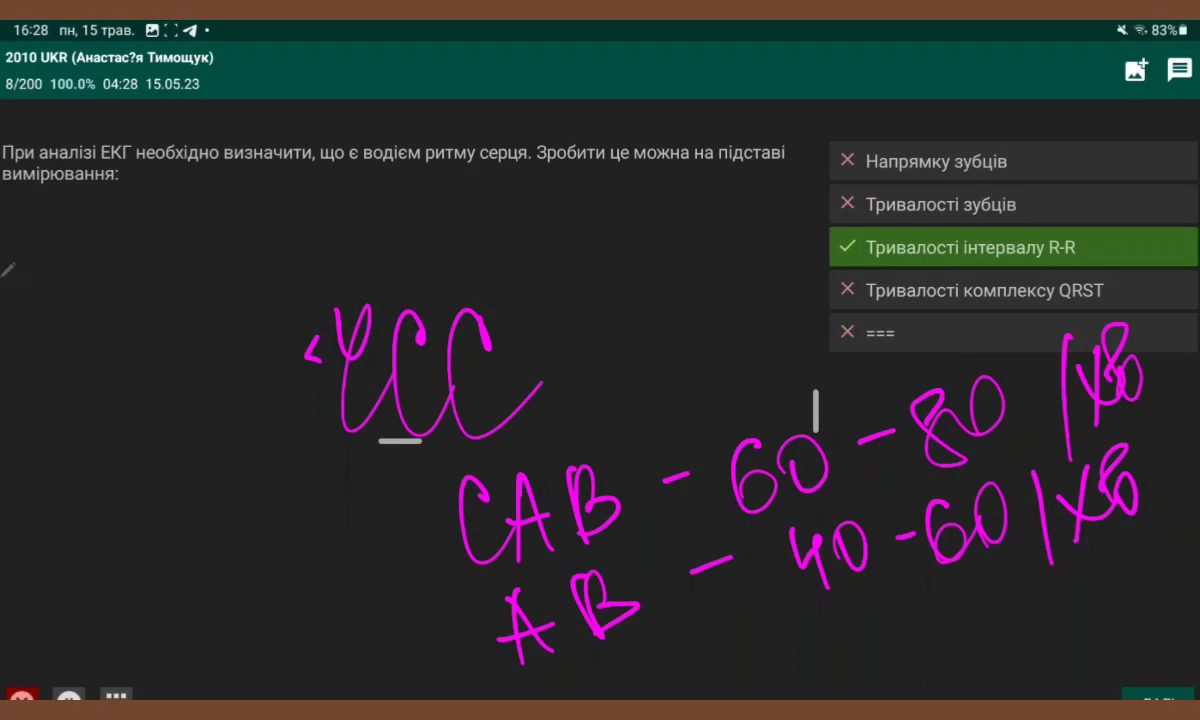 16:28 пн, 15 трав. 83%
2010 UKR (Анастас?я Тимощук)
8/200 100.0% 04:28 15.05.23
При аналізі ЕКГ необхідно визначити, що є водієм ритму серця. Зробити це можна на підставі
вимірювання:
Напрямку зубців
Тривалості зубців
Тривалості інтервалу R-R
Тривалості комплексу QRST
===
ЧСС
САВ - 60 - 80 / хв
АВ - 40 - 60 / хв